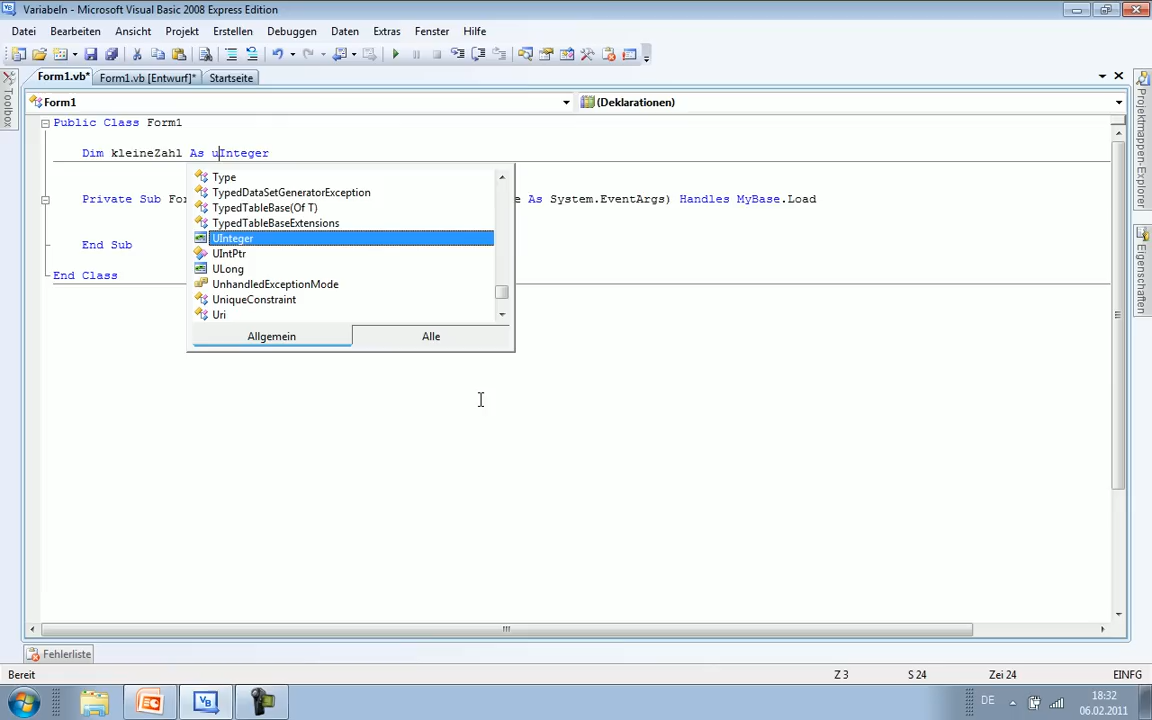 Variabeln - Microsoft Visual Basic 2008 Express Edition
Datei Bearbeiten Ansicht Projekt Erstellen Debuggen Daten Extras Fenster Hilfe
Form1.vb* Form1.vb [Entwurf]* Startseite
Toolbox
Form1 (Deklarationen)
Projektmappen-Explorer
Eigenschaften
Public Class Form1
Dim kleineZahl As uInteger
Type
TypedDataSetGeneratorException
Private Sub For e As System.EventArgs) Handles MyBase.Load
TypedTableBase(Of T)
TypedTableBaseExtensions
UInteger
End Sub
UIntPtr
ULong
End Class
UnhandledExceptionMode
UniqueConstraint
Uri
Allgemein Alle
Fehlerliste
Bereit Z 3 S 24 Zei 24 EINFG
VB
DE 18:32
06.02.2011